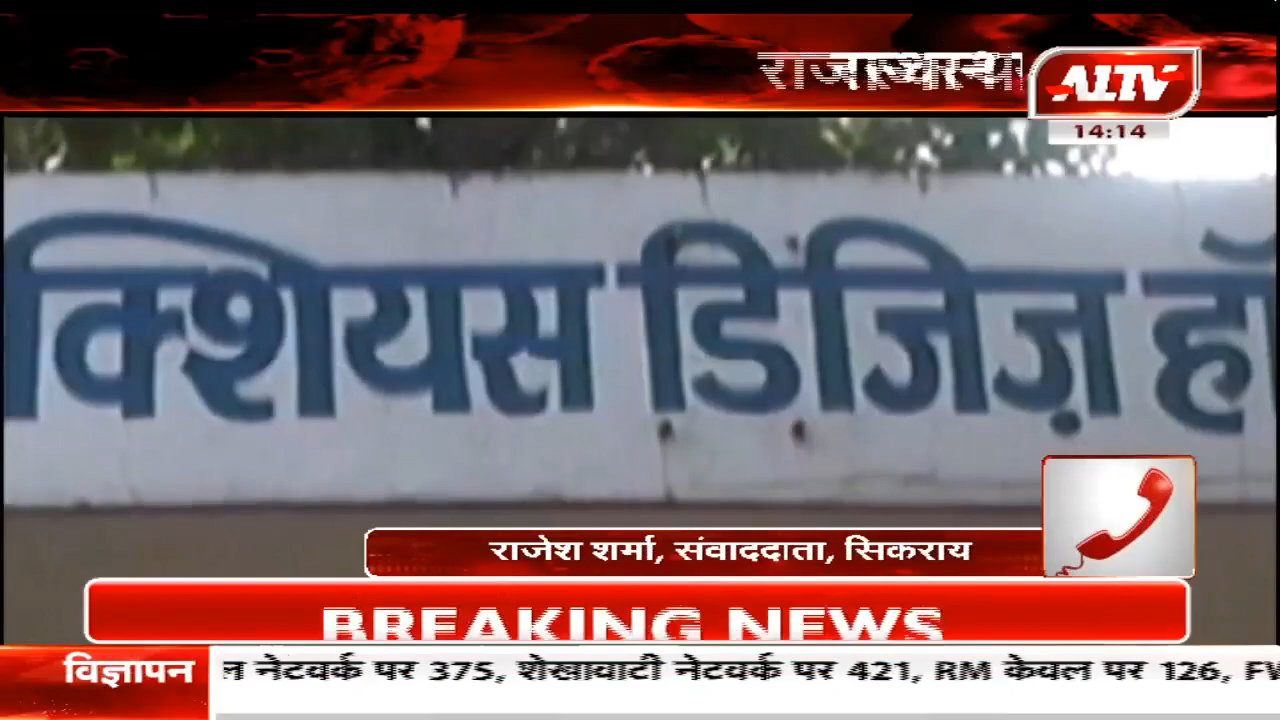 ALTV
14:14
क्शियस डिजिज़
राजेश शर्मा, संवाददाता, सिकराय
BREAKING NEWS
विज्ञापन
नेटवर्क पर 375, शेखावाटी नेटवर्क पर 421, RM केबल पर 126,